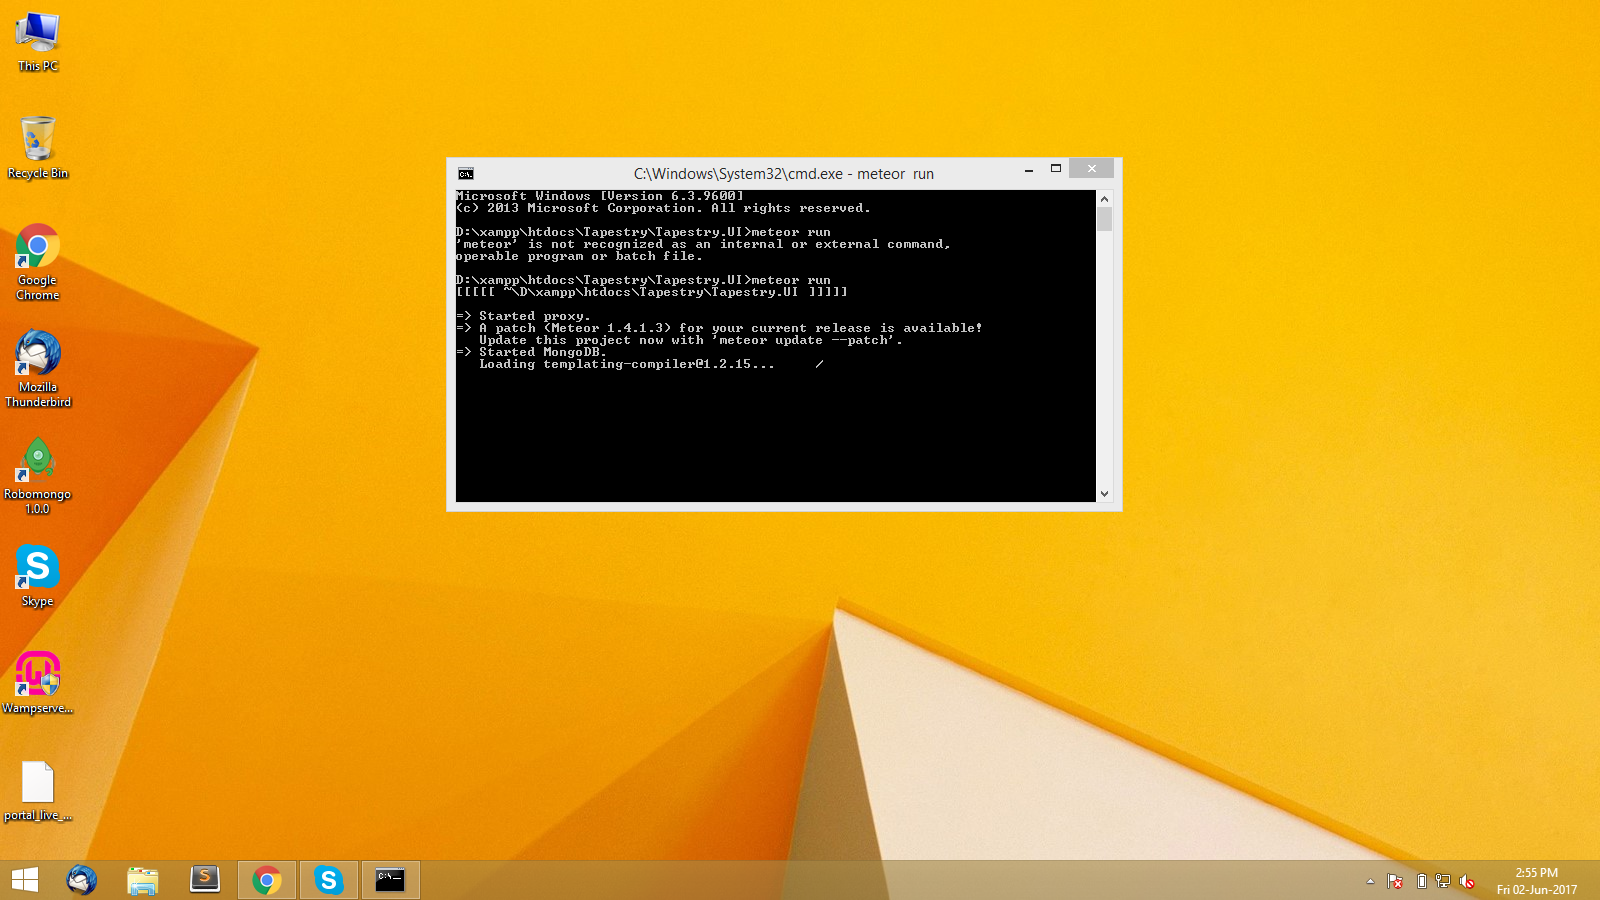 This PC
Recycle Bin
Google
Chrome
Mozilla
Thunderbird
Robomongo
1.0.0
Skype
Wampserve...
portal_live_...
C:\Windows\System32\cmd.exe - meteor  run
Microsoft Windows [Version 6.3.9600]
(c) 2013 Microsoft Corporation. All rights reserved.
D:\xampp\htdocs\Tapestry\Tapestry.UI>meteor run
'meteor' is not recognized as an internal or external command,
operable program or batch file.
D:\xampp\htdocs\Tapestry\Tapestry.UI>meteor run
[[[[[ ~\D\xampp\htdocs\Tapestry\Tapestry.UI ]]]]]
=> Started proxy.
=> A patch (Meteor 1.4.1.3) for your current release is available!
Update this project now with 'meteor update --patch'.
=> Started MongoDB.
Loading templating-compiler@1.2.15...     /
2:55 PM
Fri 02-Jun-2017